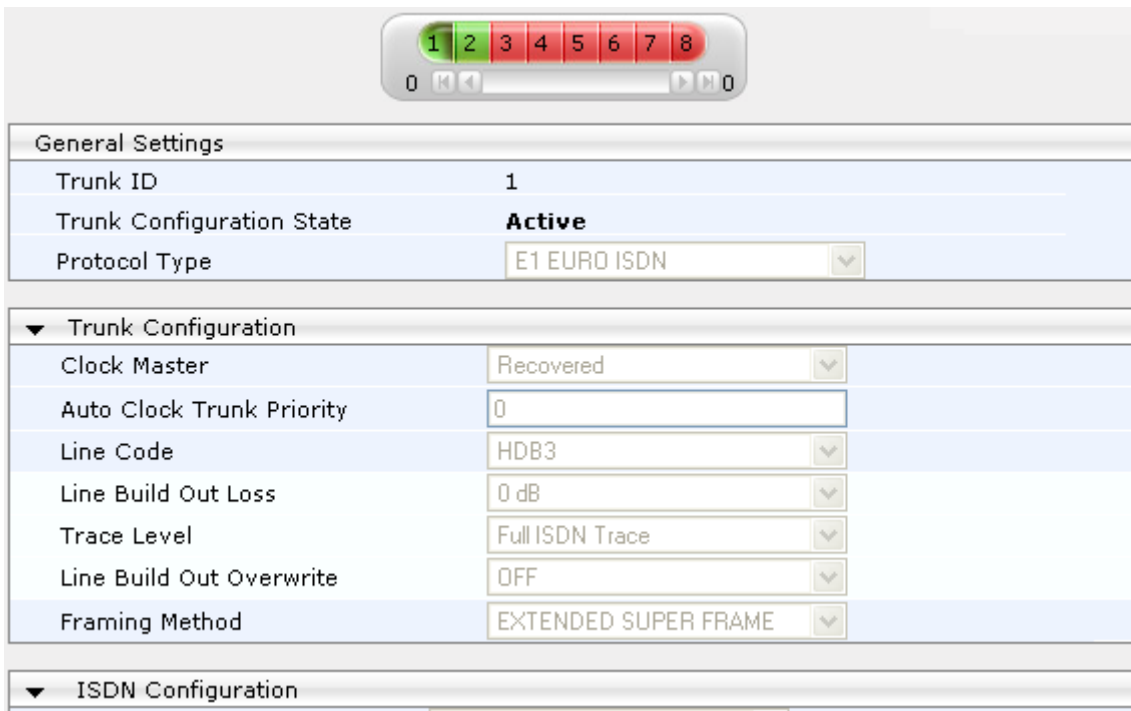 1 2 3 4 5 6 7 8
0 0
General Settings
Trunk ID 1
Trunk Configuration State Active
Protocol Type E1 EURO ISDN
Trunk Configuration
Clock Master Recovered
Auto Clock Trunk Priority 0
Line Code HDB3
Line Build Out Loss 0 dB
Trace Level Full ISDN Trace
Line Build Out Overwrite OFF
Framing Method EXTENDED SUPER FRAME
ISDN Configuration